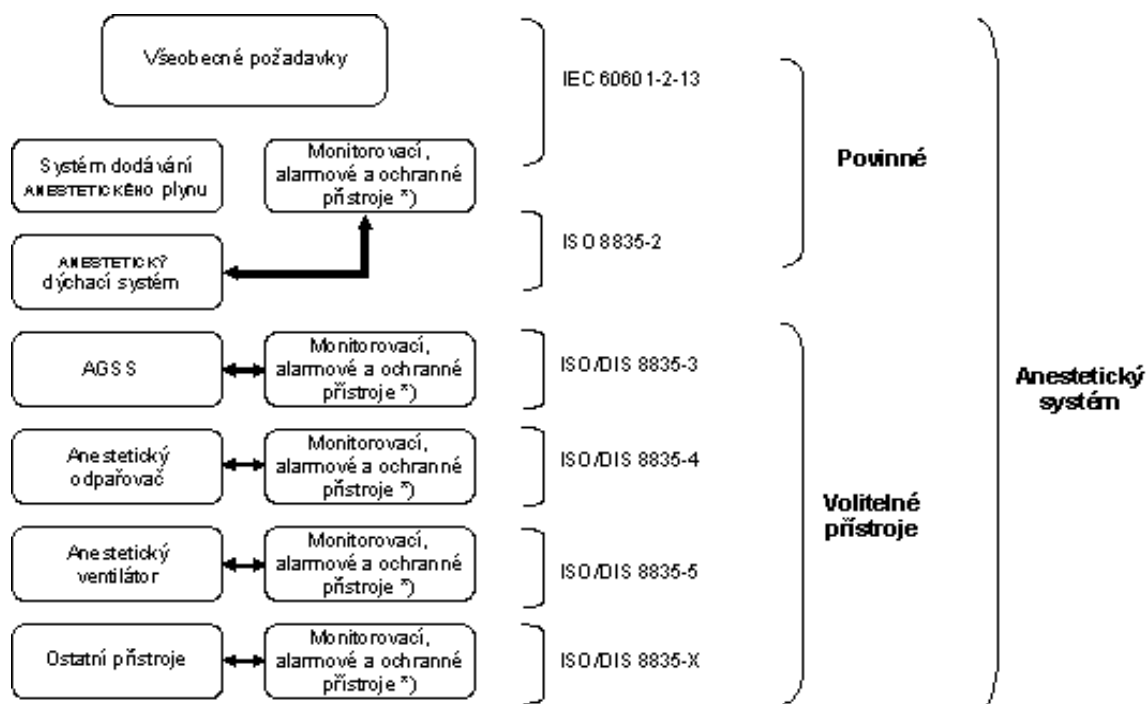 Všeobecné požadavky
IEC 60601-2-13
Systém dodávání
ANESTETICKÉHO plynu
Monitorovací,
alarmové a ochranné
přístroje *)
Povinné
ANESTETICKÝ
dýchací systém
ISO 8835-2
AGSS
Monitorovací,
alarmové a ochranné
přístroje *)
ISO/DIS 8835-3
Anestetický
systém
Anestetický
odpařovač
Monitorovací,
alarmové a ochranné
přístroje *)
ISO/DIS 8835-4
Volitelné
přístroje
Anestetický
ventilátor
Monitorovací,
alarmové a ochranné
přístroje *)
ISO/DIS 8835-5
Ostatní přístroje
Monitorovací,
alarmové a ochranné
přístroje *)
ISO/DIS 8835-X